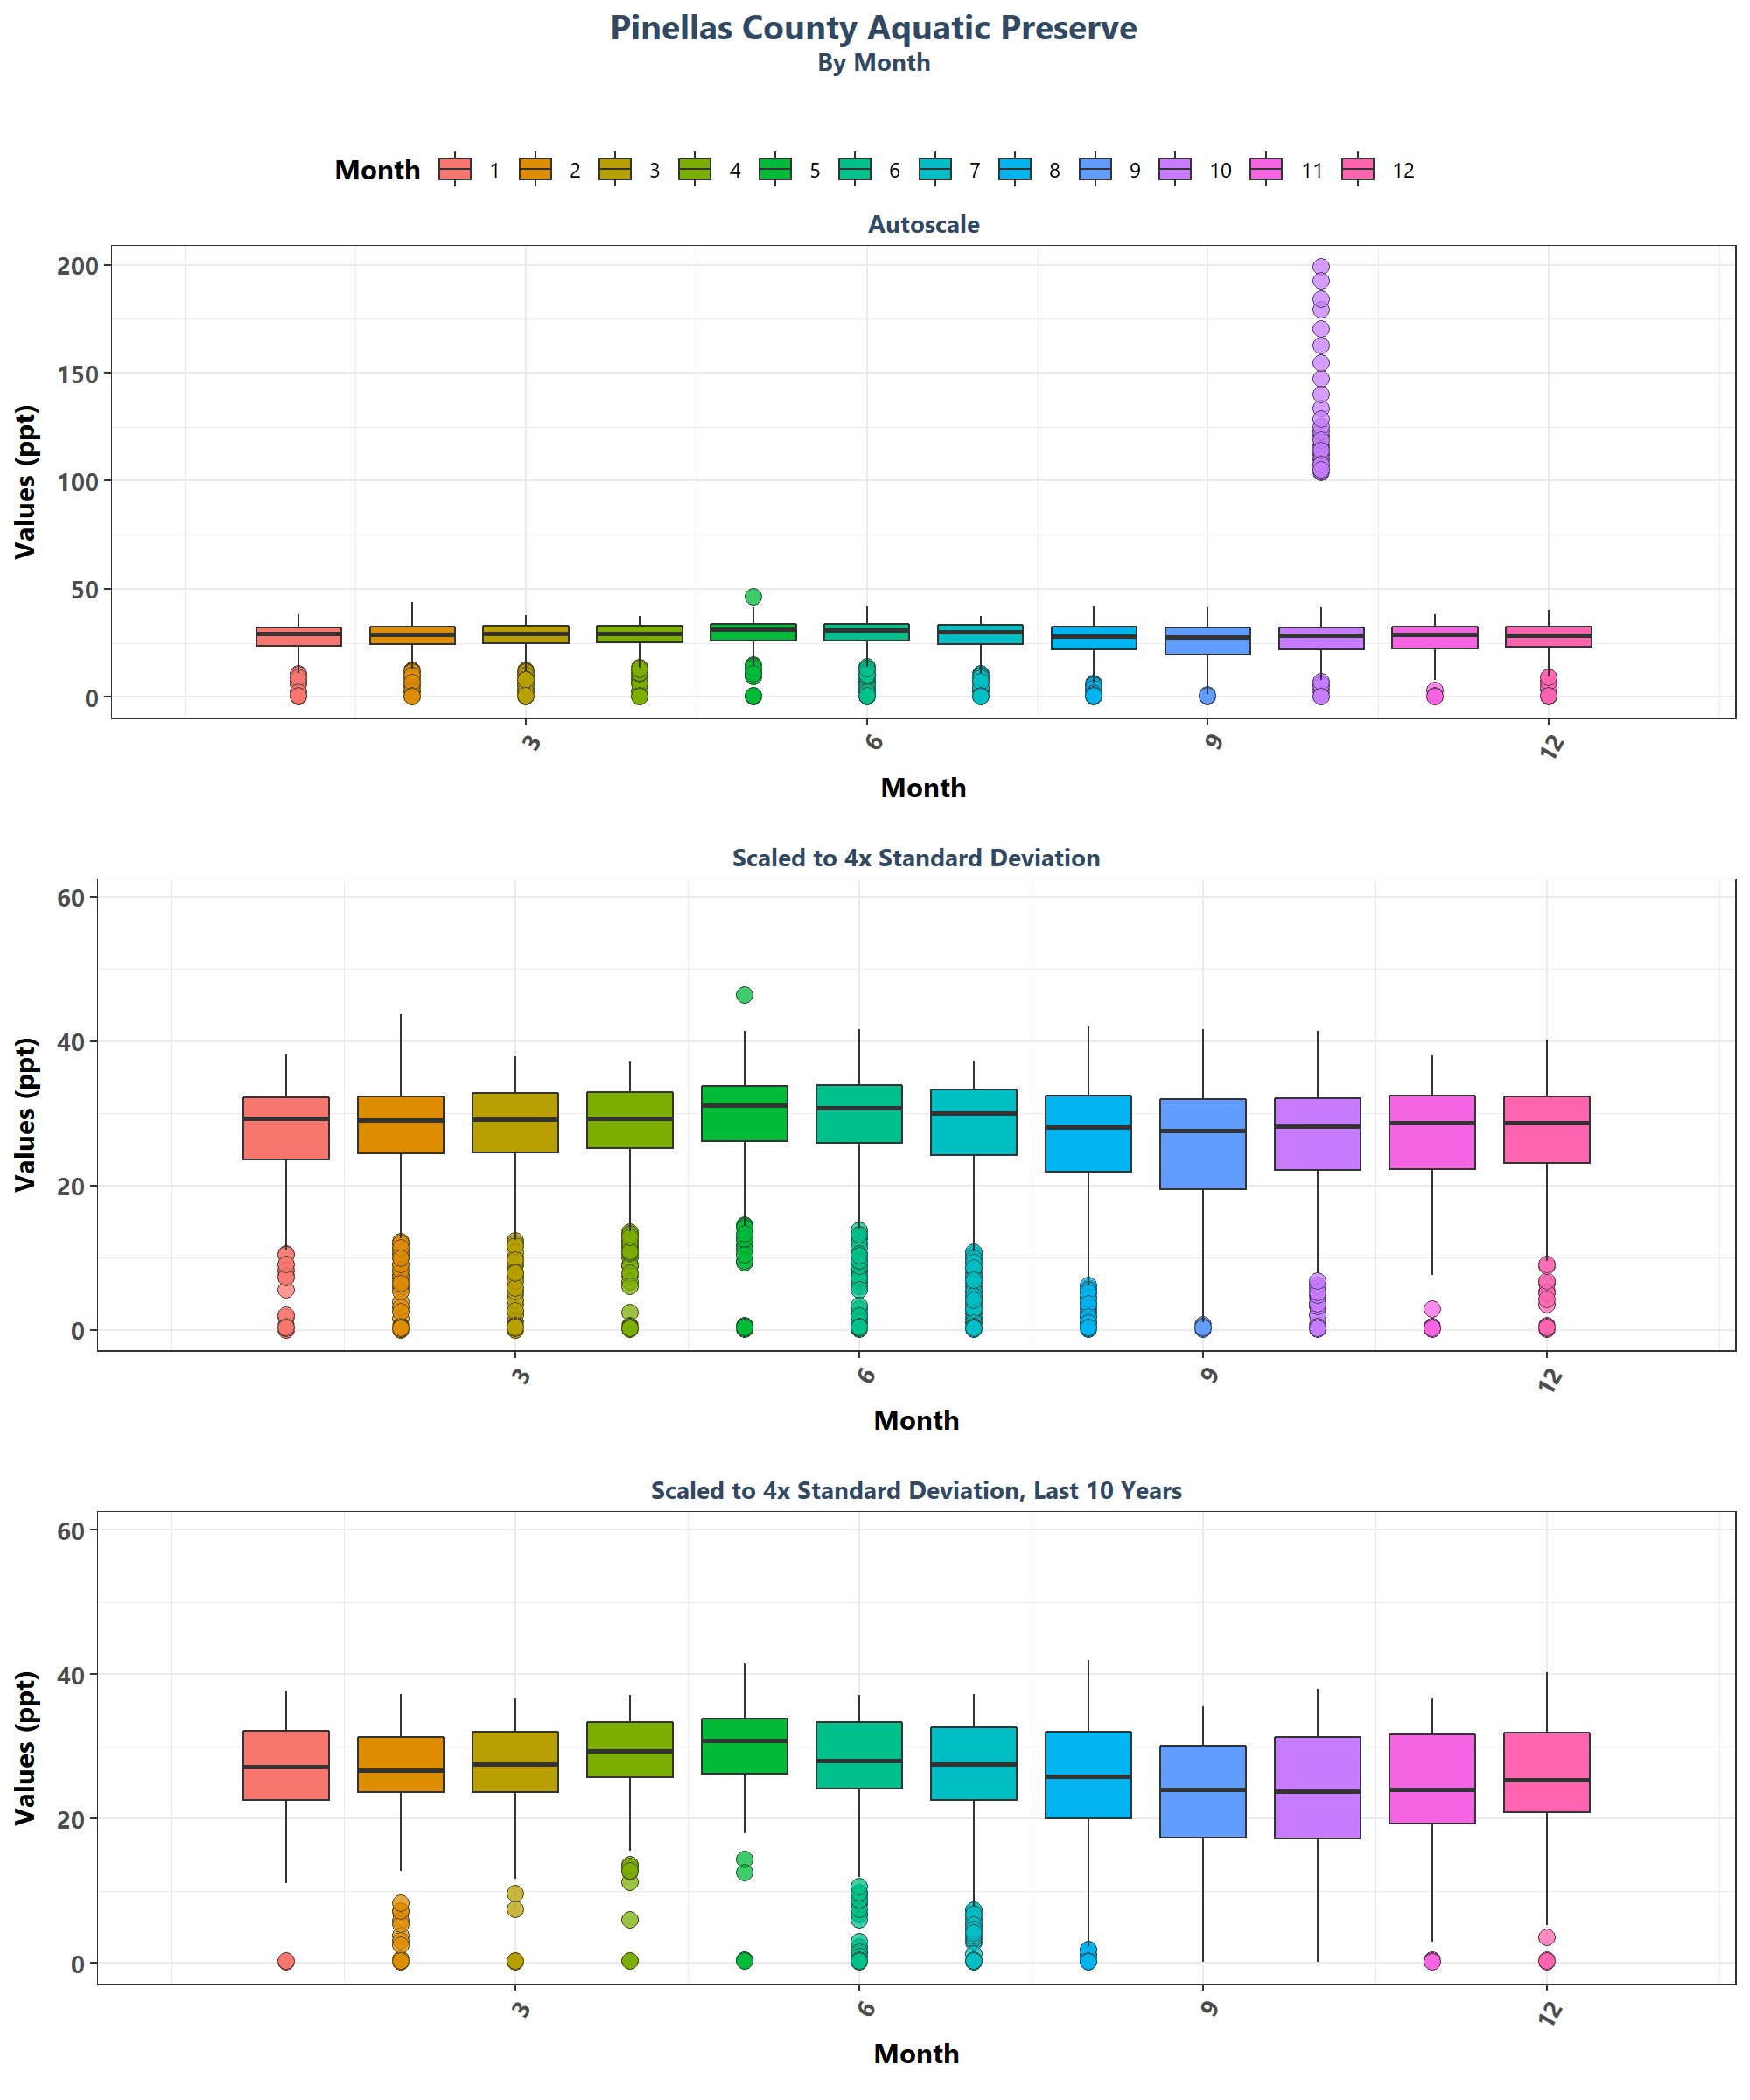 Pinellas County Aquatic Preserve
By Month
Month 1 2 3 4 5 6 7 8 9 10 11 12
Autoscale
Values (ppt)
200
150
100
50
0
3 6 9 12
Month
Scaled to 4x Standard Deviation
Values (ppt)
60
40
20
0
3 6 9 12
Month
Scaled to 4x Standard Deviation, Last 10 Years
Values (ppt)
60
40
20
0
3 6 9 12
Month